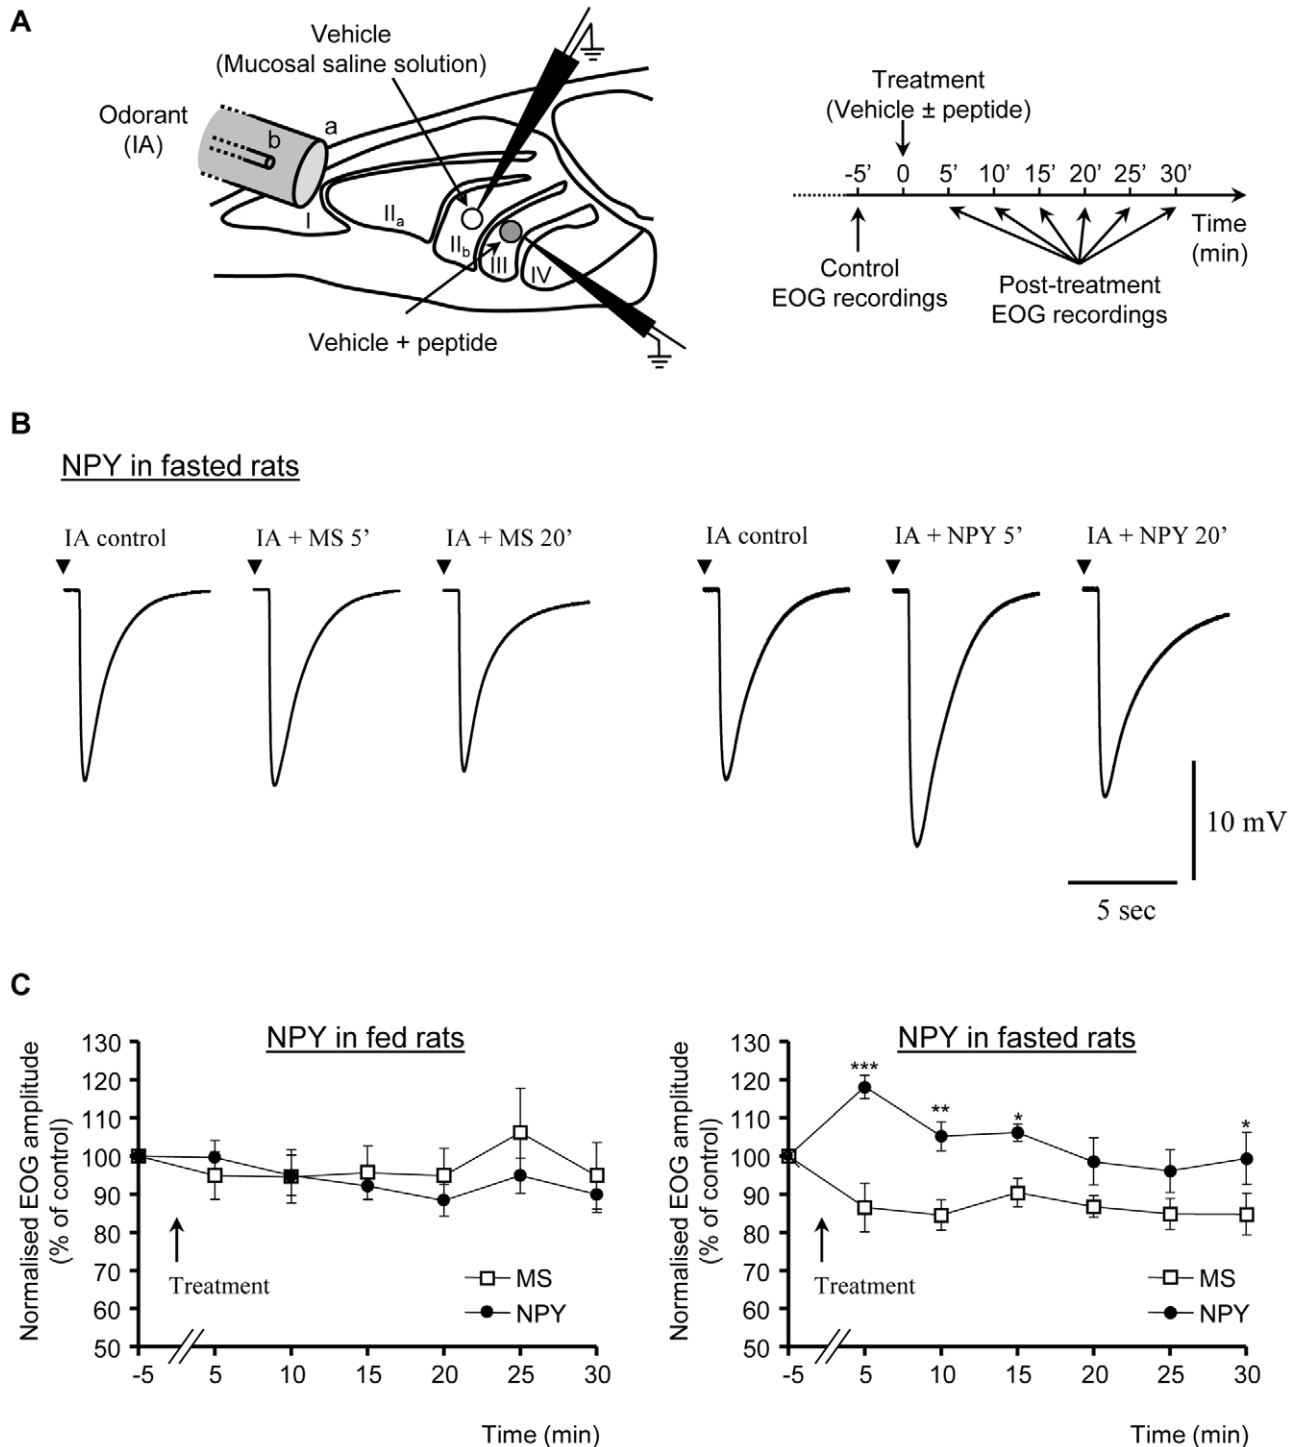 A
Vehicle
(Mucosal saline solution)
Odorant
(IA)
a
b
I
IIa
IIb
III
IV
Vehicle + peptide
Treatment
(Vehicle ± peptide)
-5’ 0 5’ 10’ 15’ 20’ 25’ 30’
Time
(min)
Control
EOG recordings
Post-treatment
EOG recordings
B
NPY in fasted rats
IA control IA + MS 5’ IA + MS 20’ IA control IA + NPY 5’ IA + NPY 20’
10 mV
5 sec
C
NPY in fed rats
Normalised EOG amplitude
(% of control)
130
120
110
100
90
80
70
60
50
Treatment
MS
NPY
-5 5 10 15 20 25 30
Time (min)
NPY in fasted rats
Normalised EOG amplitude
(% of control)
130
120
110
100
90
80
70
60
50
***
**
*
*
Treatment
MS
NPY
-5 5 10 15 20 25 30
Time (min)